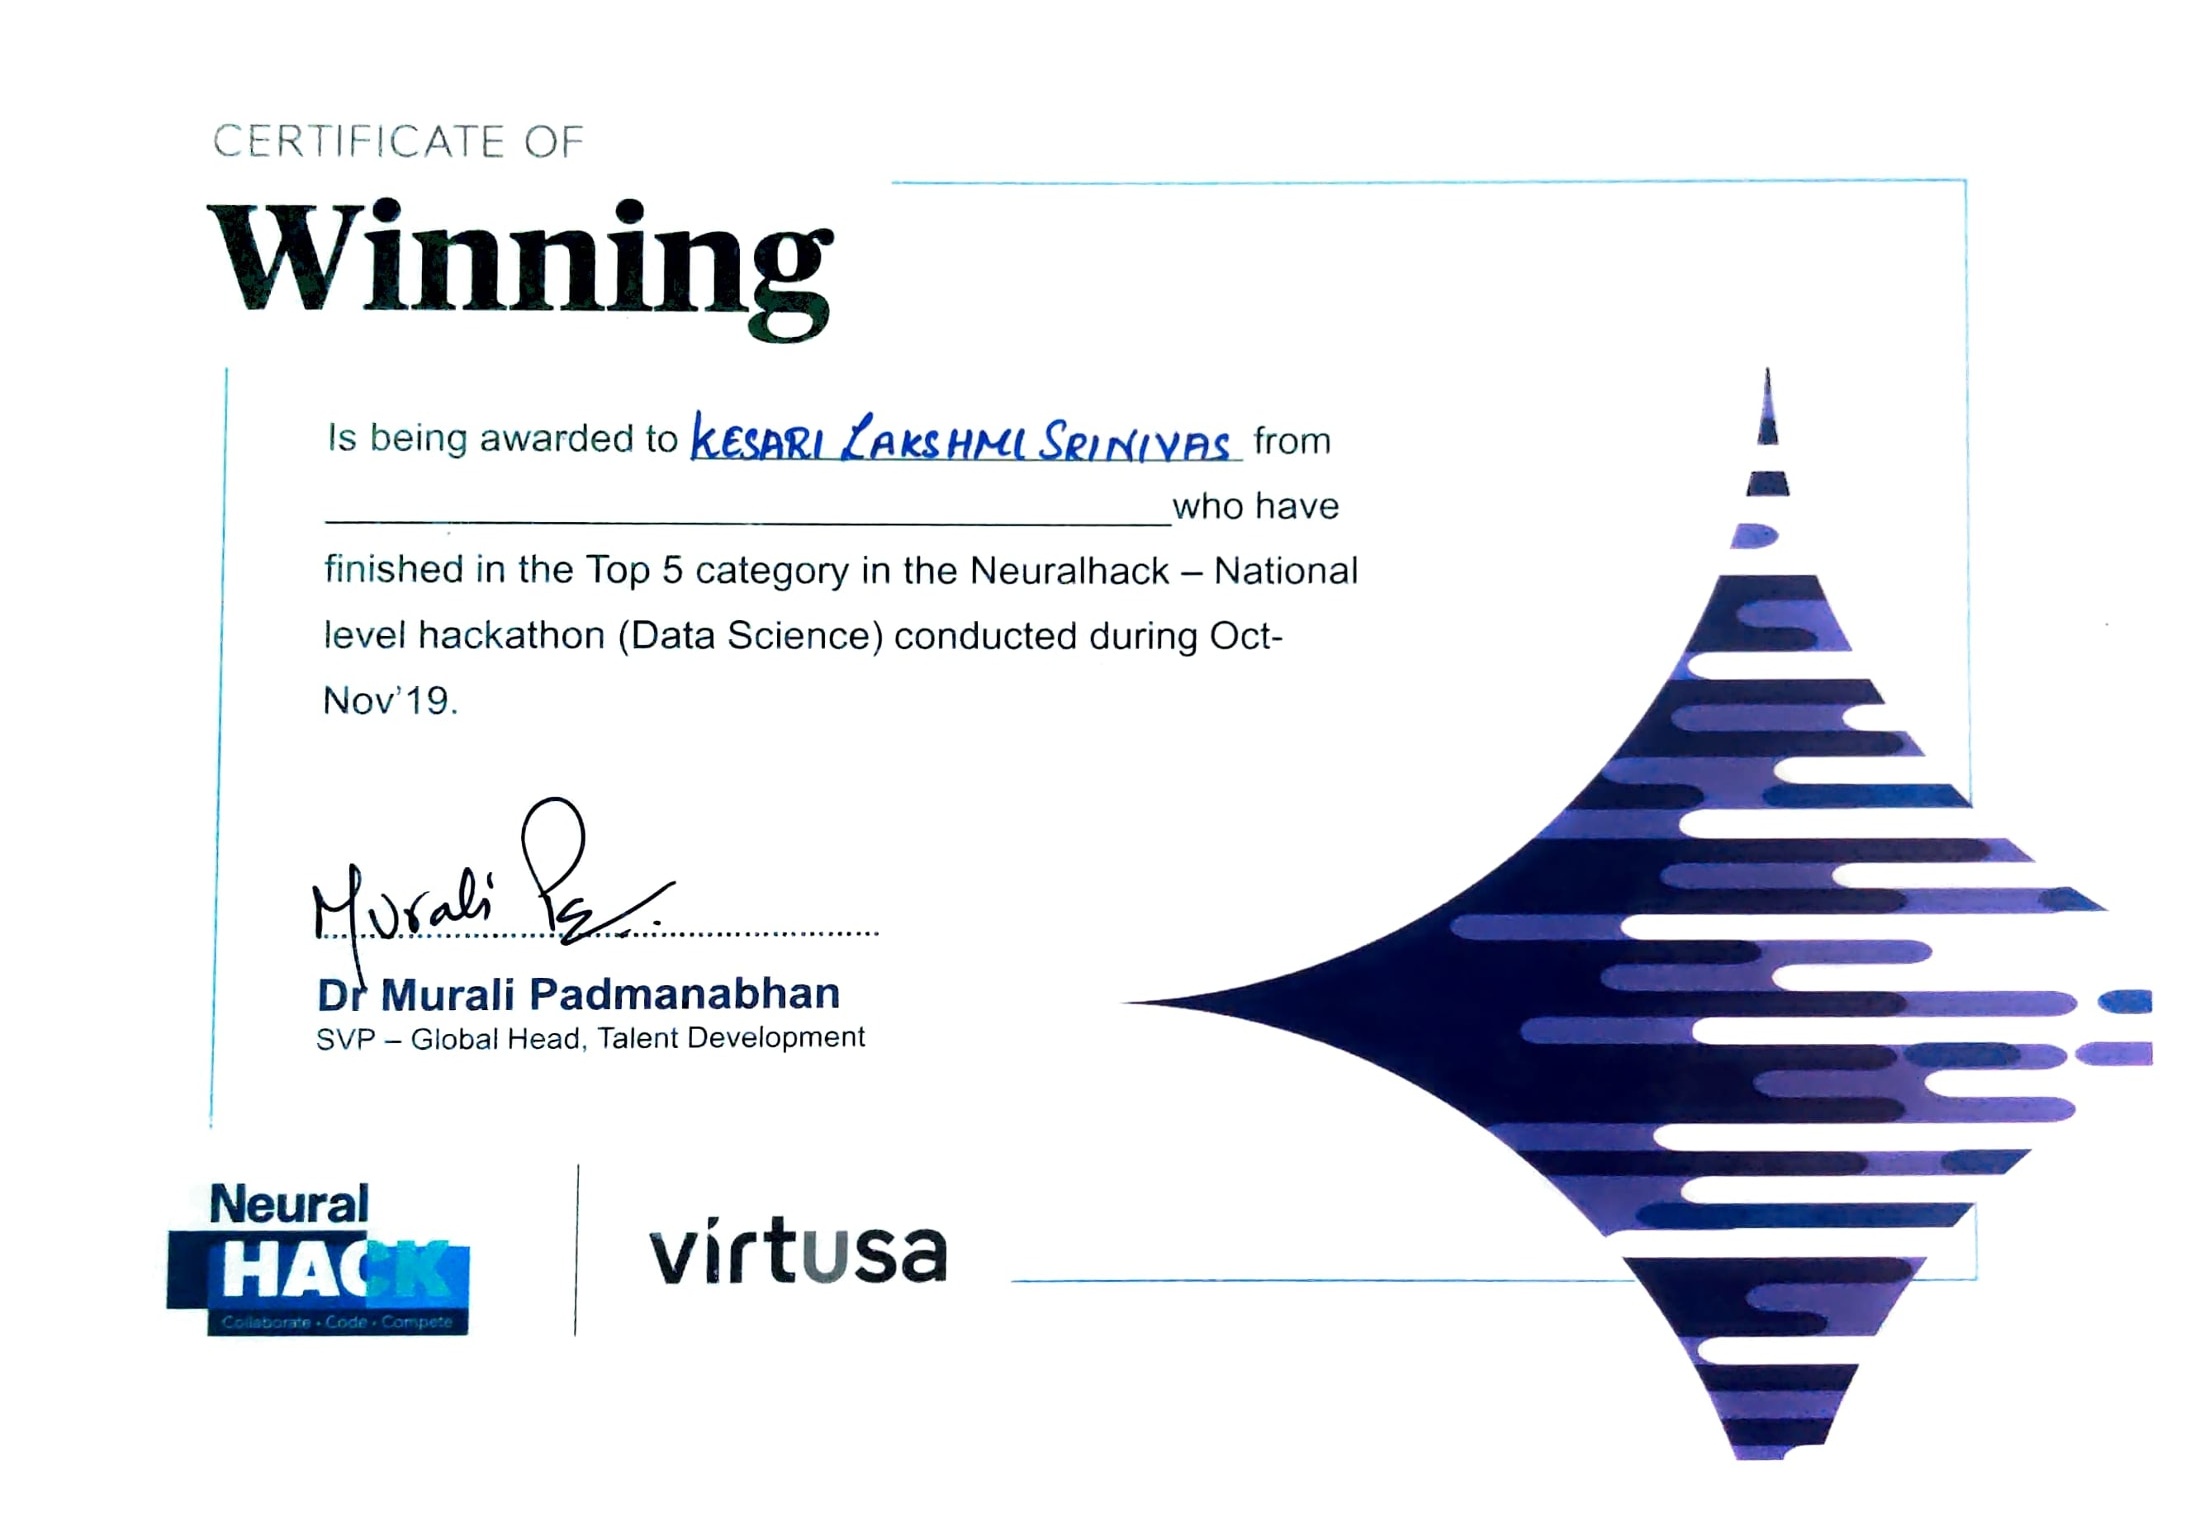 CERTIFICATE OF
Winning
Is being awarded to KESARI LAKSHMI SRINIVAS from
who have
finished in the Top 5 category in the Neuralhack – National
level hackathon (Data Science) conducted during Oct-
Nov'19.
Murali
Dr Murali Padmanabhan
SVP – Global Head, Talent Development
Neural
HACK
Collaborate • Code • Compete
virtusa